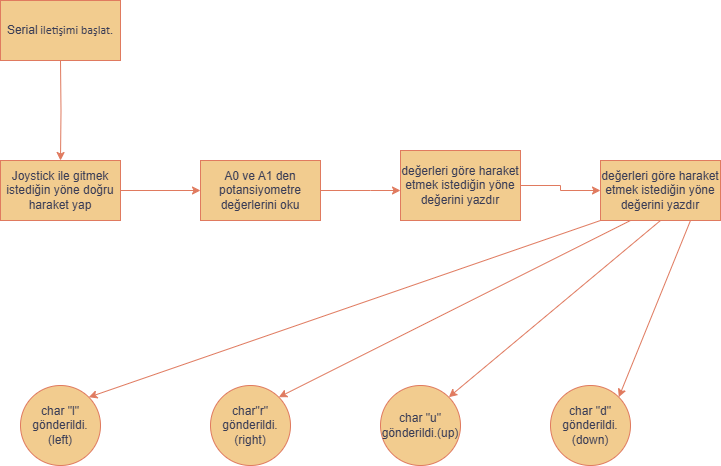 Serial iletişimi başlat.
Joystick ile gitmek
istediğin yöne doğru
haraket yap
A0 ve A1 den
potansiyometre
değerlerini oku
değerleri göre haraket
etmek istediğin yöne
değerini yazdır
değerleri göre haraket
etmek istediğin yöne
değerini yazdır
char "l"
gönderildi.
(left)
char"r"
gönderildi.
(right)
char "u"
gönderildi.(up)
char "d"
gönderildi.
(down)